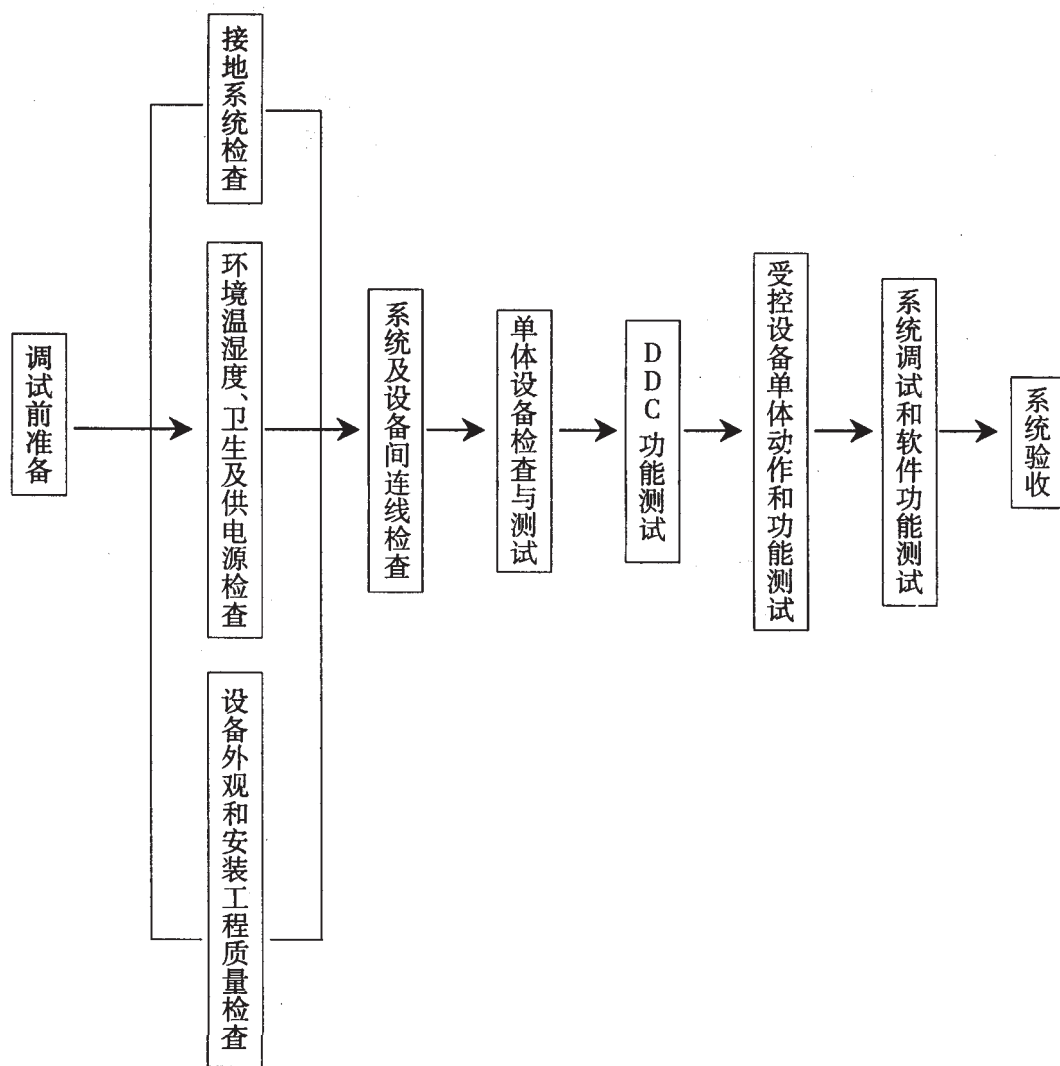 调试前准备
接地系统检查
环境温湿度、卫生及供电源检查
设备外观和安装工程质量检查
系统及设备间连线检查
单体设备检查与测试
DDC功能测试
受控设备单体动作和功能测试
系统调试和软件功能测试
系统验收